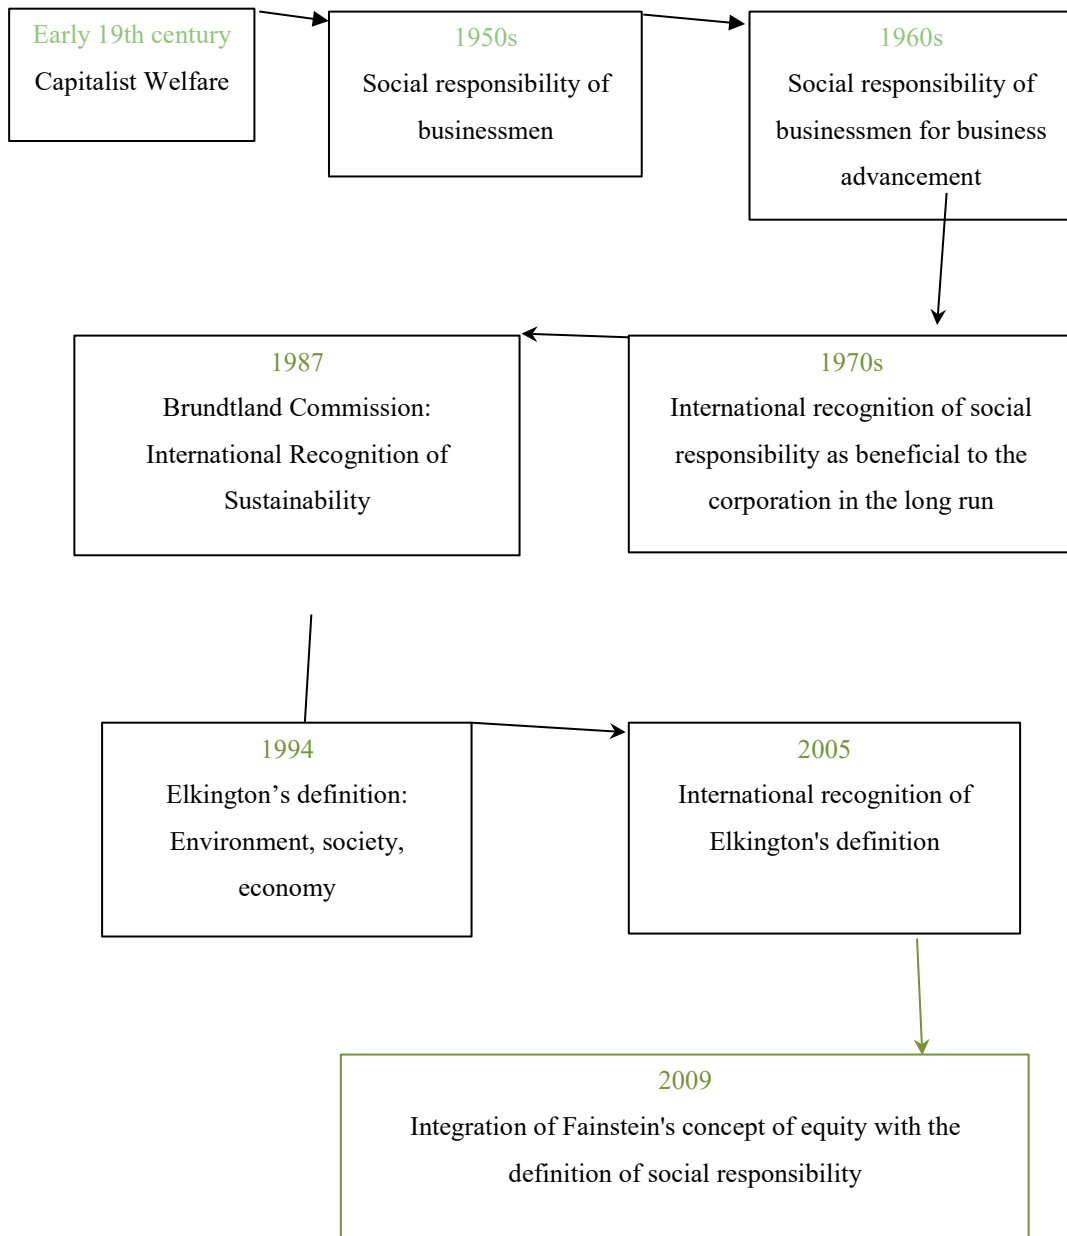 Early 19th century
Capitalist Welfare
1950s
Social responsibility of
businessmen
1960s
Social responsibility of
businessmen for business
advancement
1987
Brundtland Commission:
International Recognition of
Sustainability
1970s
International recognition of social
responsibility as beneficial to the
corporation in the long run
1994
Elkington’s definition:
Environment, society,
economy
2005
International recognition of
Elkington's definition
2009
Integration of Fainstein's concept of equity with the
definition of social responsibility